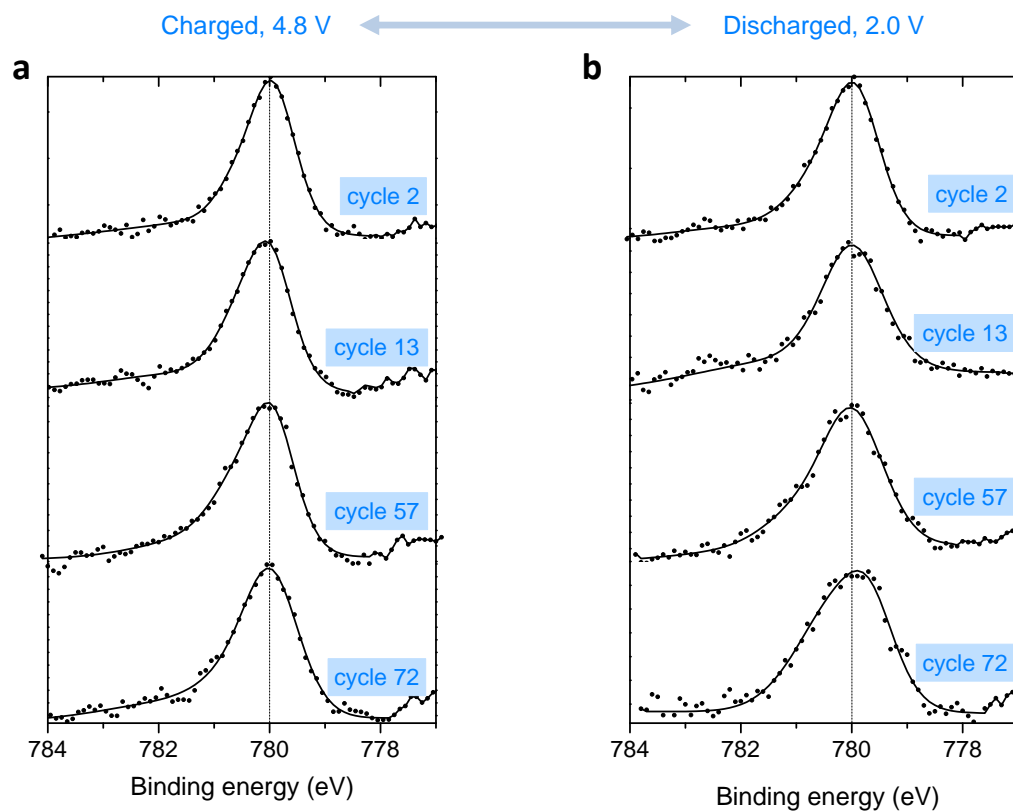 Charged, 4.8 V
Discharged, 2.0 V
a
b
cycle 2
cycle 13
cycle 57
cycle 72
784
782
780
778
Binding energy (eV)
cycle 2
cycle 13
cycle 57
cycle 72
784
782
780
778
Binding energy (eV)